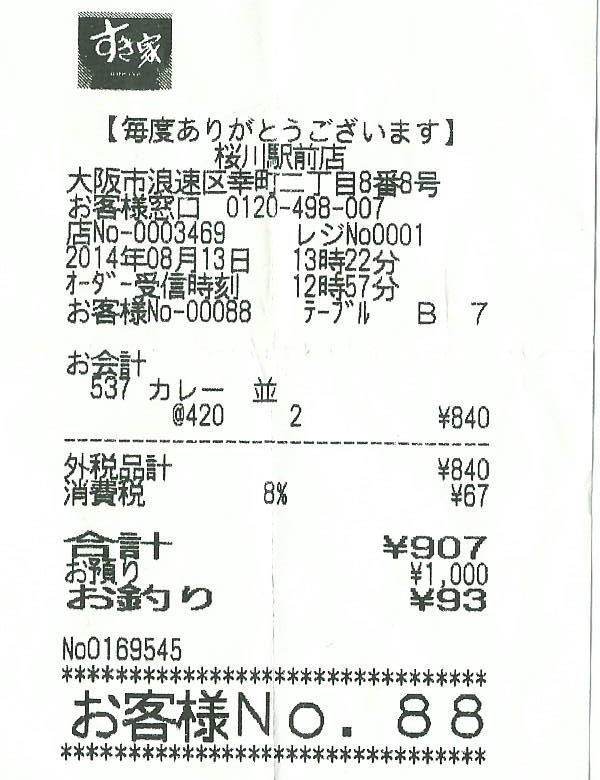 すき家
【毎度ありがとうございます】
桜川駅前店
大阪市浪速区幸町二丁目8番8号
お客様窓口 0120-498-007
店No-0003469 レジNo0001
2014年08月13日 13時22分
ｵｰﾀﾞｰ受信時刻 12時57分
お客様No-00088 ﾃｰﾌﾞﾙ B 7
お会計
537 カレー 並
@420 2 ¥840
外税品計 ¥840
消費税 8% ¥67
合計 ¥907
お預り ¥1,000
お釣り ¥93
No0169545
お客様No.88